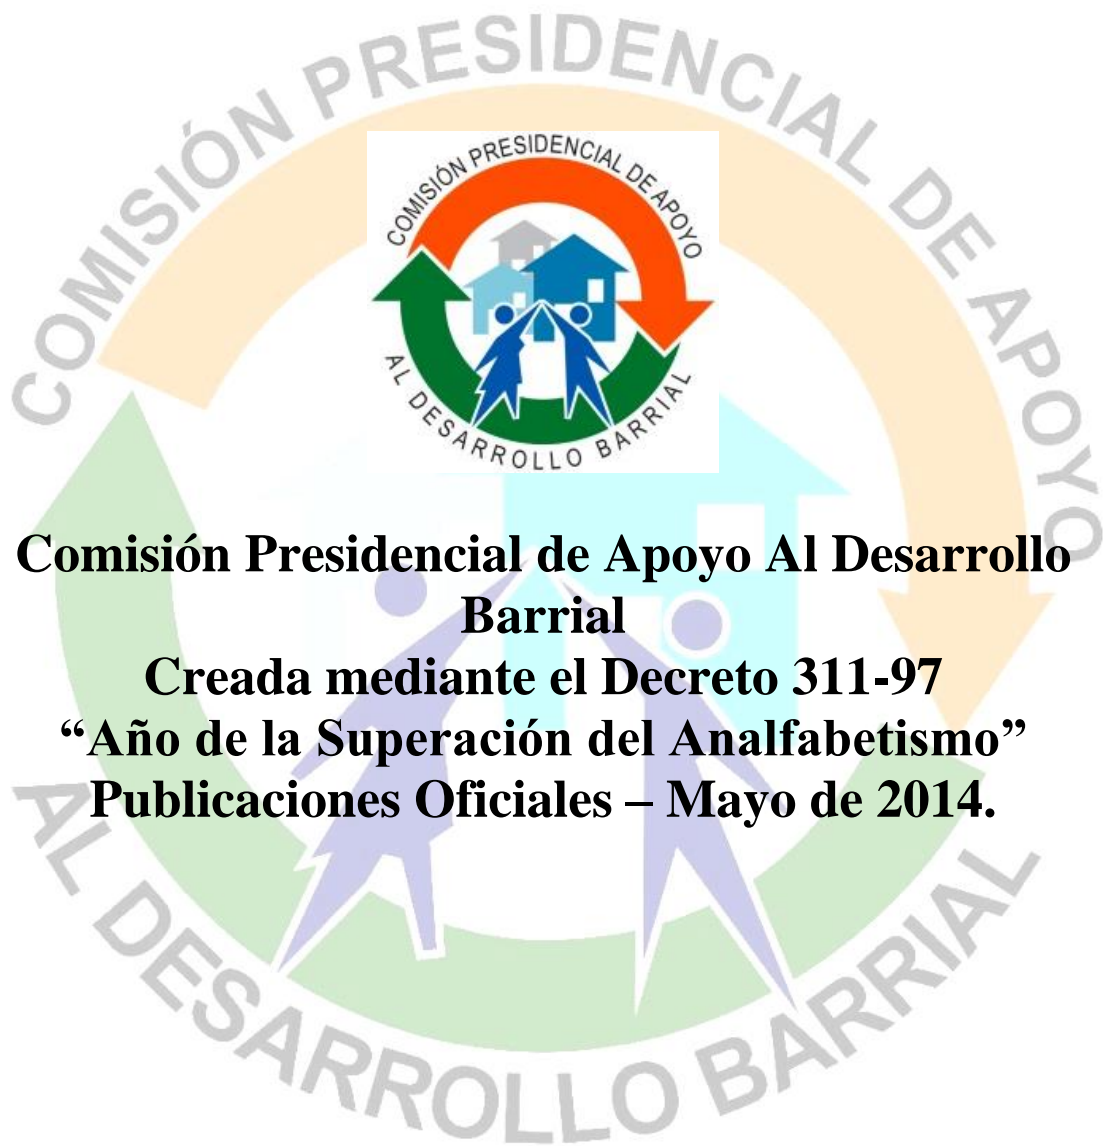 COMISIÓN PRESIDENCIAL DE APOYO
AL DESARROLLO BARRIAL
COMISIÓN PRESIDENCIAL DE APOYO
AL DESARROLLO BARRIAL
Comisión Presidencial de Apoyo Al Desarrollo
Barrial
Creada mediante el Decreto 311-97
“Año de la Superación del Analfabetismo”
Publicaciones Oficiales – Mayo de 2014.